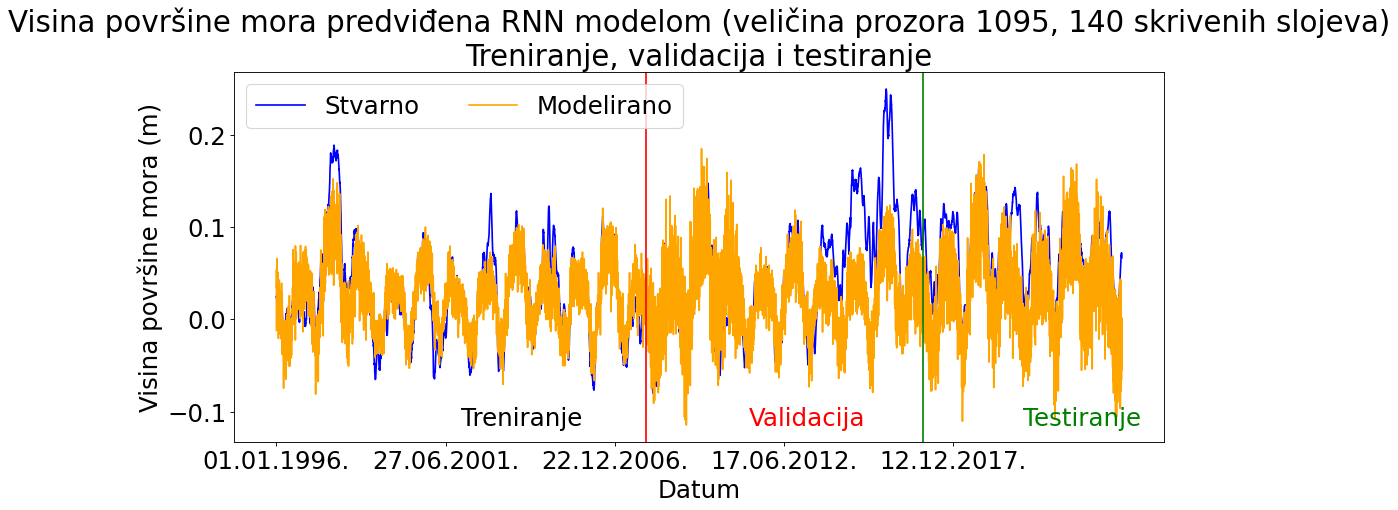 Visina površine mora predviđena RNN modelom (veličina prozora 1095, 140 skrivenih slojeva)
Treniranje, validacija i testiranje
Stvarno
Modelirano
Visina površine mora (m)
0.2
0.1
0.0
−0.1
Treniranje
Validacija
Testiranje
01.01.1996.
27.06.2001.
22.12.2006.
17.06.2012.
12.12.2017.
Datum